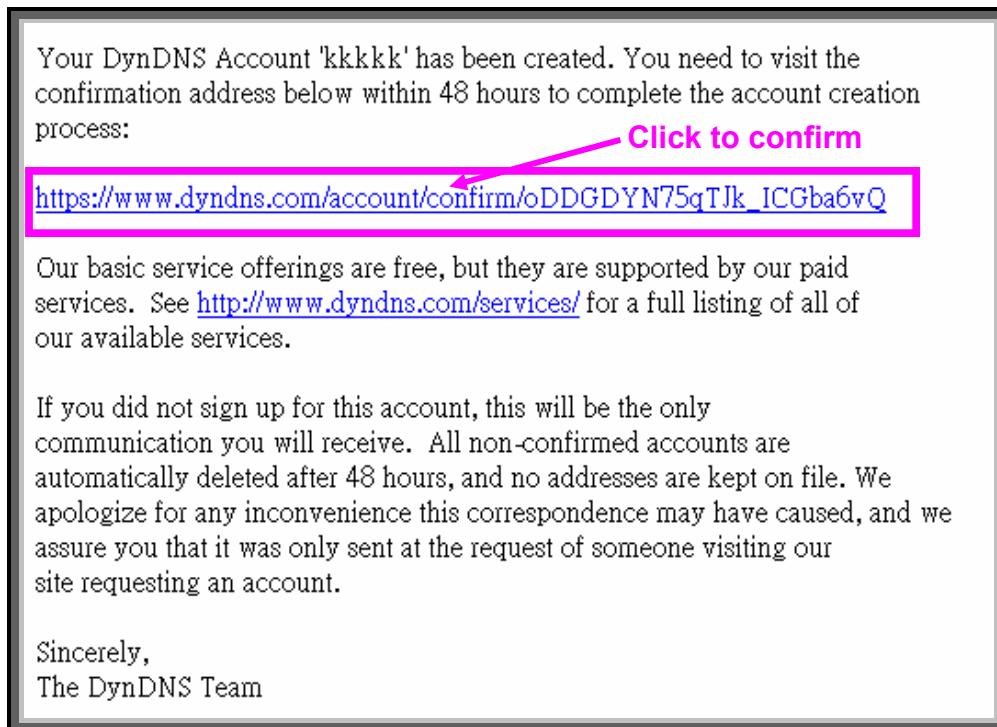 Your DynDNS Account 'kkkkk' has been created. You need to visit the
confirmation address below within 48 hours to complete the account creation
process:
Click to confirm
https://www.dyndns.com/account/confirm/oDDGDYN75qTJk_ICGba6vQ
Our basic service offerings are free, but they are supported by our paid
services.  See http://www.dyndns.com/services/ for a full listing of all of
our available services.
If you did not sign up for this account, this will be the only
communication you will receive.  All non-confirmed accounts are
automatically deleted after 48 hours, and no addresses are kept on file. We
apologize for any inconvenience this correspondence may have caused, and we
assure you that it was only sent at the request of someone visiting our
site requesting an account.
Sincerely,
The DynDNS Team